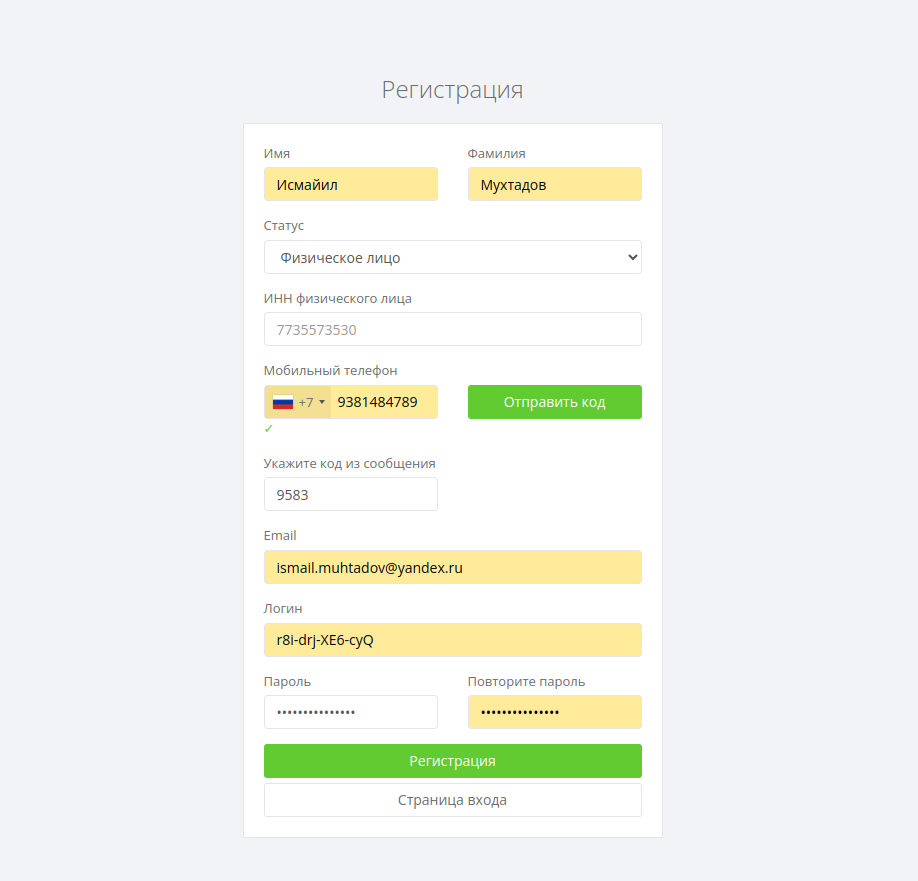 Регистрация
Имя
Фамилия
Исмайил
Мухтадов
Статус
Физическое лицо
ИНН физического лица
7735573530
Мобильный телефон
+7 9381484789
Отправить код
✓
Укажите код из сообщения
9583
Email
ismail.muhtadov@yandex.ru
Логин
r8i-drj-XE6-cyQ
Пароль
Повторите пароль
•••••••••••••••
•••••••••••••••
Регистрация
Страница входа